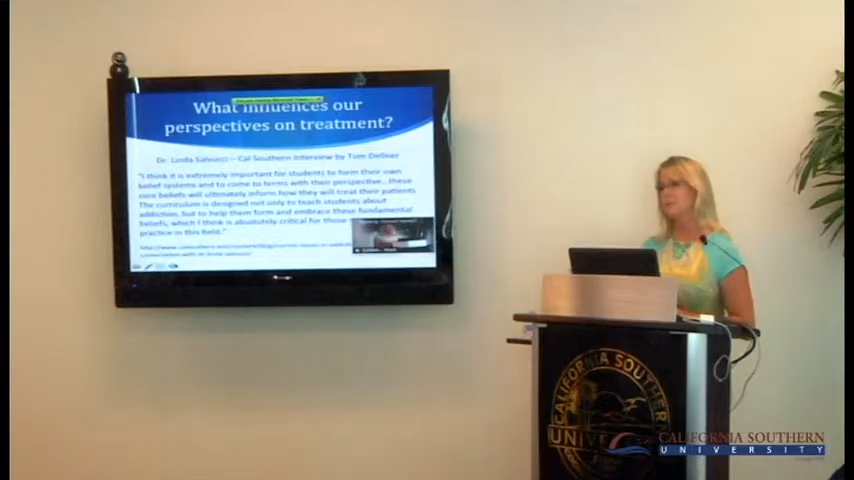 What influences our
perspectives on treatment?
Dr. Linda Salvucci – Cal Southern Interview by Tom Dellner
"I think it is extremely important for students to form their own
belief systems and to come to terms with their perspective...these
core beliefs will ultimately inform how they will treat their patients
The curriculum is designed not only to teach students about
addiction, but to help them form and embrace these fundamental
beliefs, which I think is absolutely critical for those
practice in this field."
CALIFORNIA SOUTHER
UNIVE
CALIFORNIA SOUTHERN
UNIVERSITY